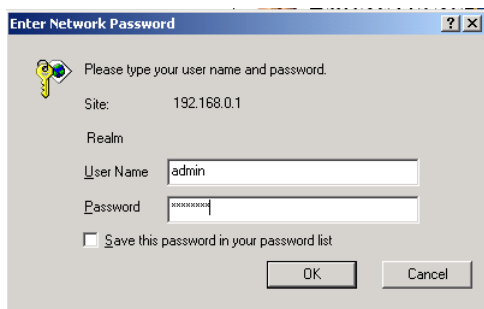 Enter Network Password
Please type your user name and password.
Site: 192.168.0.1
Realm
User Name admin
Password xxxxxxxx
Save this password in your password list
OK Cancel